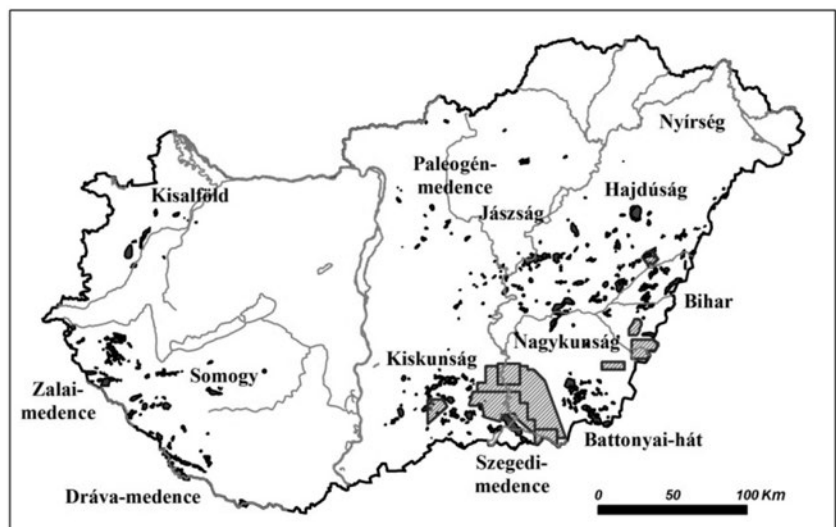 Nyírség
Paleogén-
medence
Hajdúság
Kisalföld
Jászság
Bihar
Nagykunság
Kiskunság
Somogy
Zalai-
medence
Battonyai-hát
Szegedi-
medence
Dráva-medence
0 50 100 Km